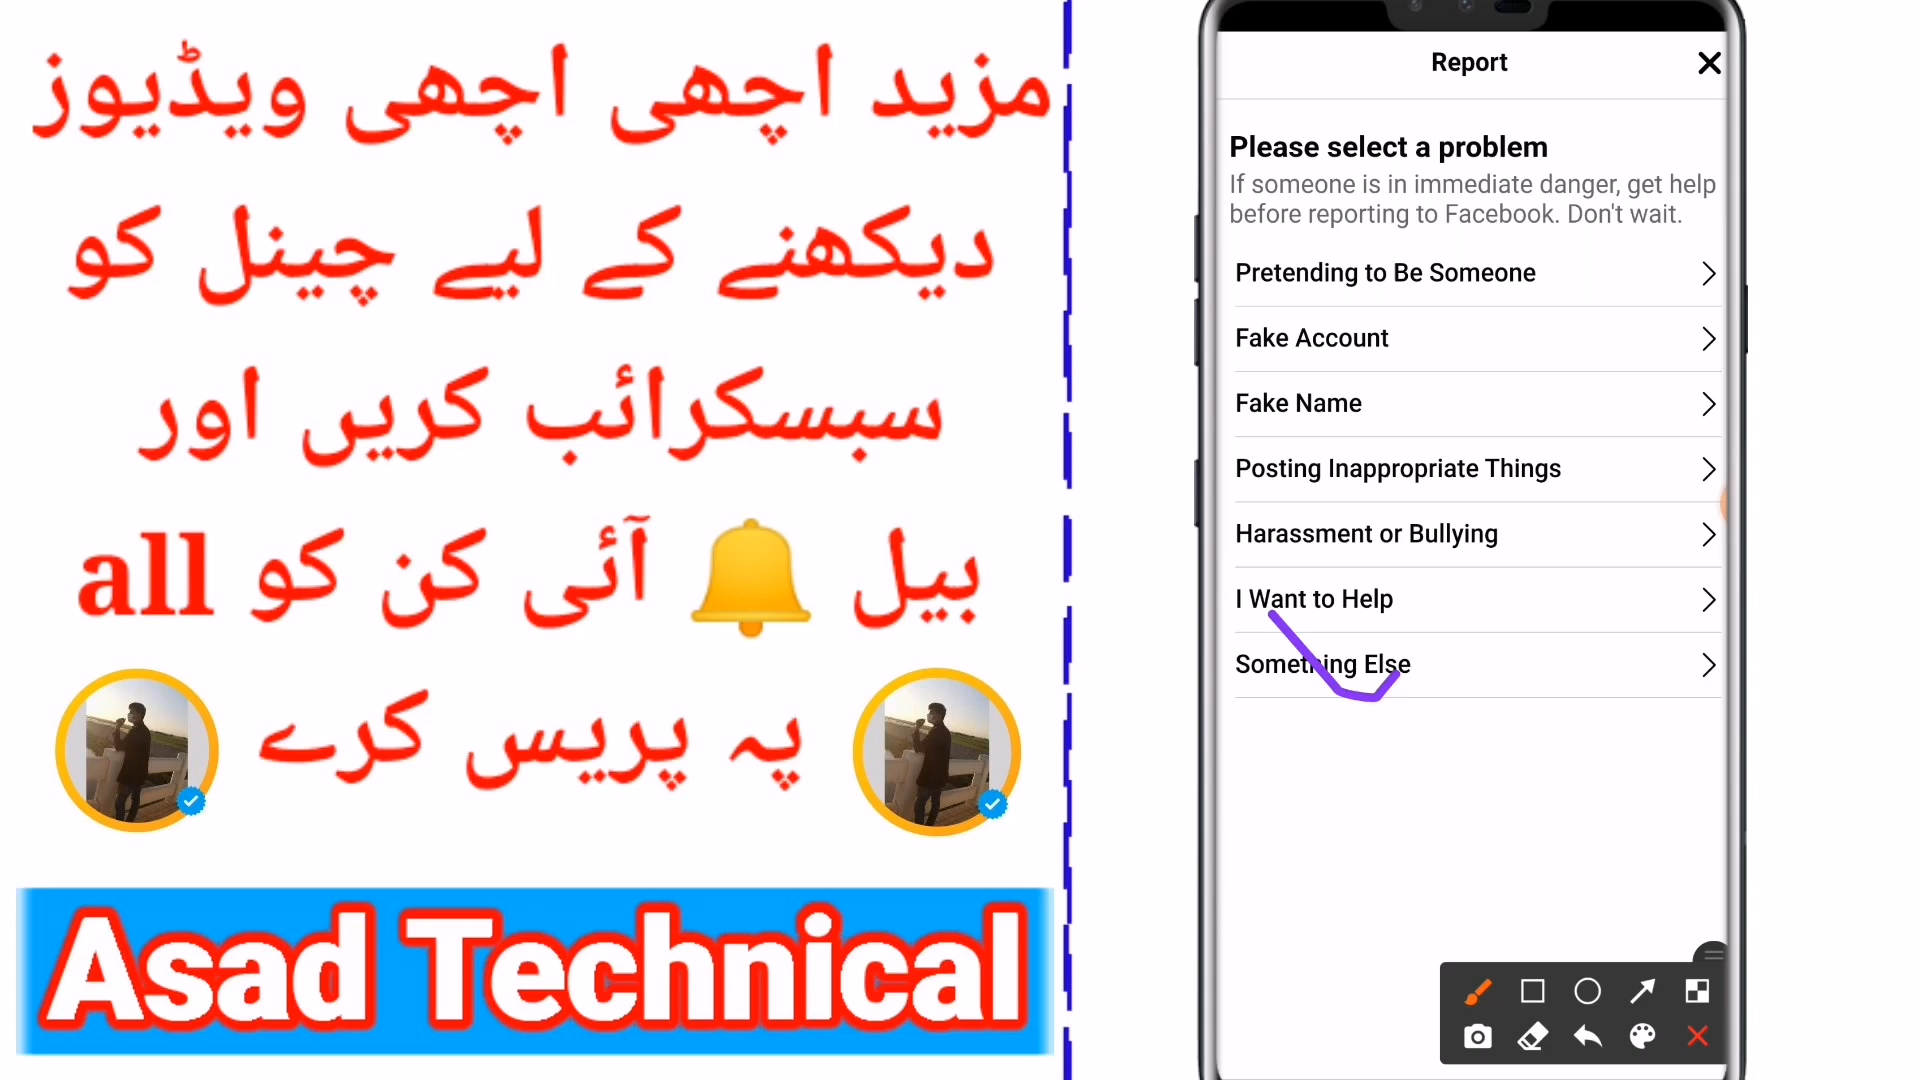 مزید اچھی اچھی ویڈیوز
دیکھنے کے لیے چینل کو
سبسکرائب کریں اور
بیل 🔔 آئی کن کو all
پہ پریس کرے
Asad Technical
Report
Please select a problem
If someone is in immediate danger, get help
before reporting to Facebook. Don't wait.
Pretending to Be Someone
Fake Account
Fake Name
Posting Inappropriate Things
Harassment or Bullying
I Want to Help
Something Else